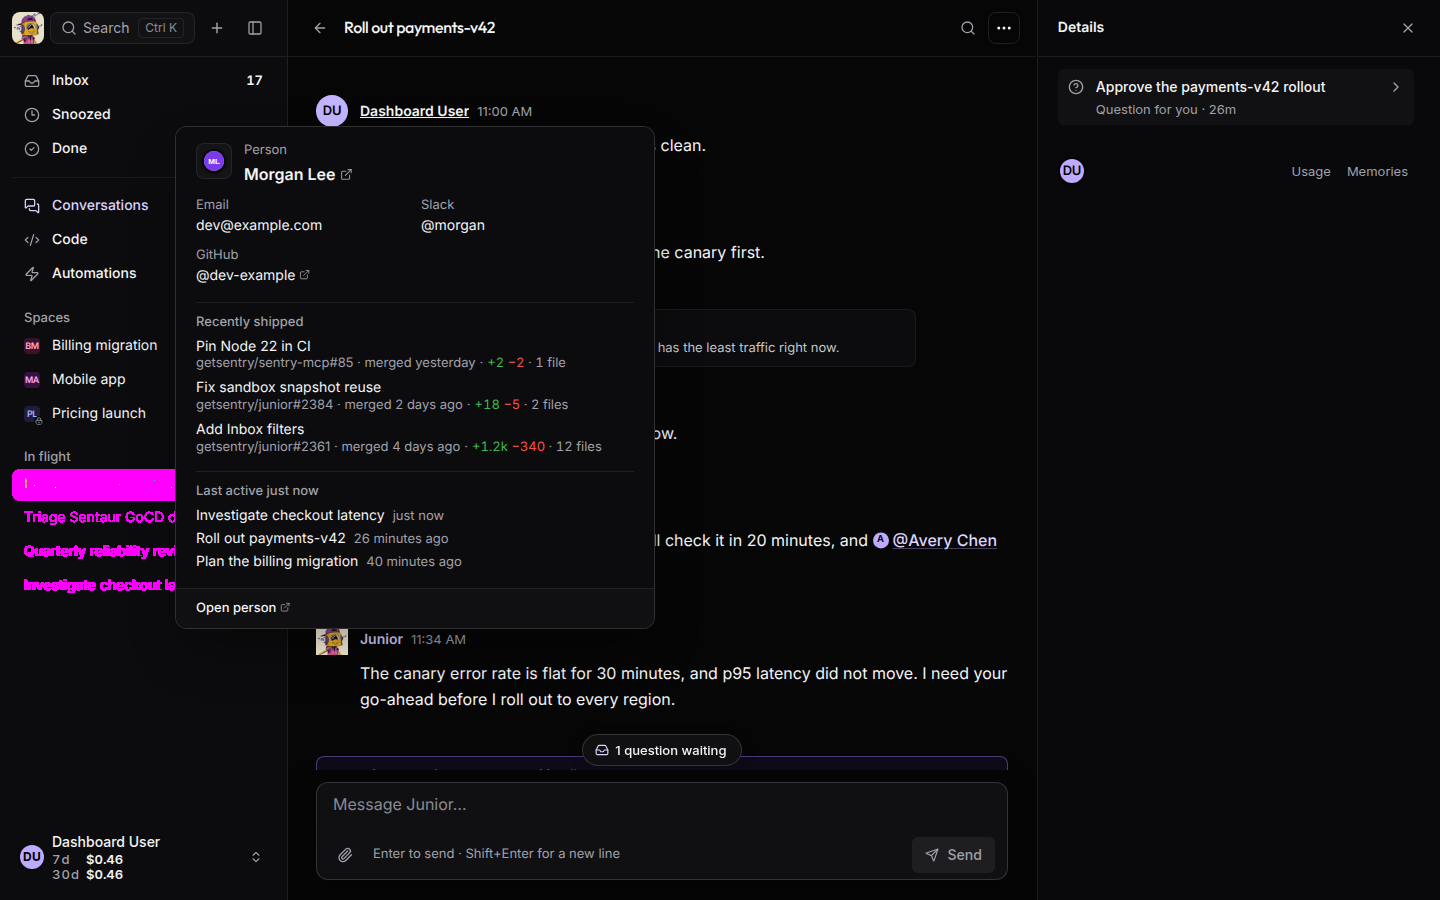 Search Ctrl K
Inbox 17
Snoozed
Done
Conversations
Code
Automations
Spaces
BM Billing migration
MA Mobile app
PL Pricing launch
In flight
Triage Sentaur GoCD
Quarterly reliability
Investigate checkout
DU Dashboard User
7d $0.46
30d $0.46
Roll out payments-v42
DU Dashboard User 11:00 AM
clean.
canary first.
has the least traffic right now.
check it in 20 minutes, and A @Avery Chen
ML Person
Morgan Lee
Email Slack
dev@example.com @morgan
GitHub
@dev-example
Recently shipped
Pin Node 22 in CI
getsentry/sentry-mcp#85 · merged yesterday · +2 −2 · 1 file
Fix sandbox snapshot reuse
getsentry/junior#2384 · merged 2 days ago · +18 −5 · 2 files
Add Inbox filters
getsentry/junior#2361 · merged 4 days ago · +1.2k −340 · 12 files
Last active just now
Investigate checkout latency just now
Roll out payments-v42 26 minutes ago
Plan the billing migration 40 minutes ago
Open person
Junior 11:34 AM
The canary error rate is flat for 30 minutes, and p95 latency did not move. I need your
go-ahead before I roll out to every region.
1 question waiting
Message Junior...
Enter to send · Shift+Enter for a new line
Send
Details
Approve the payments-v42 rollout
Question for you · 26m
DU Usage Memories